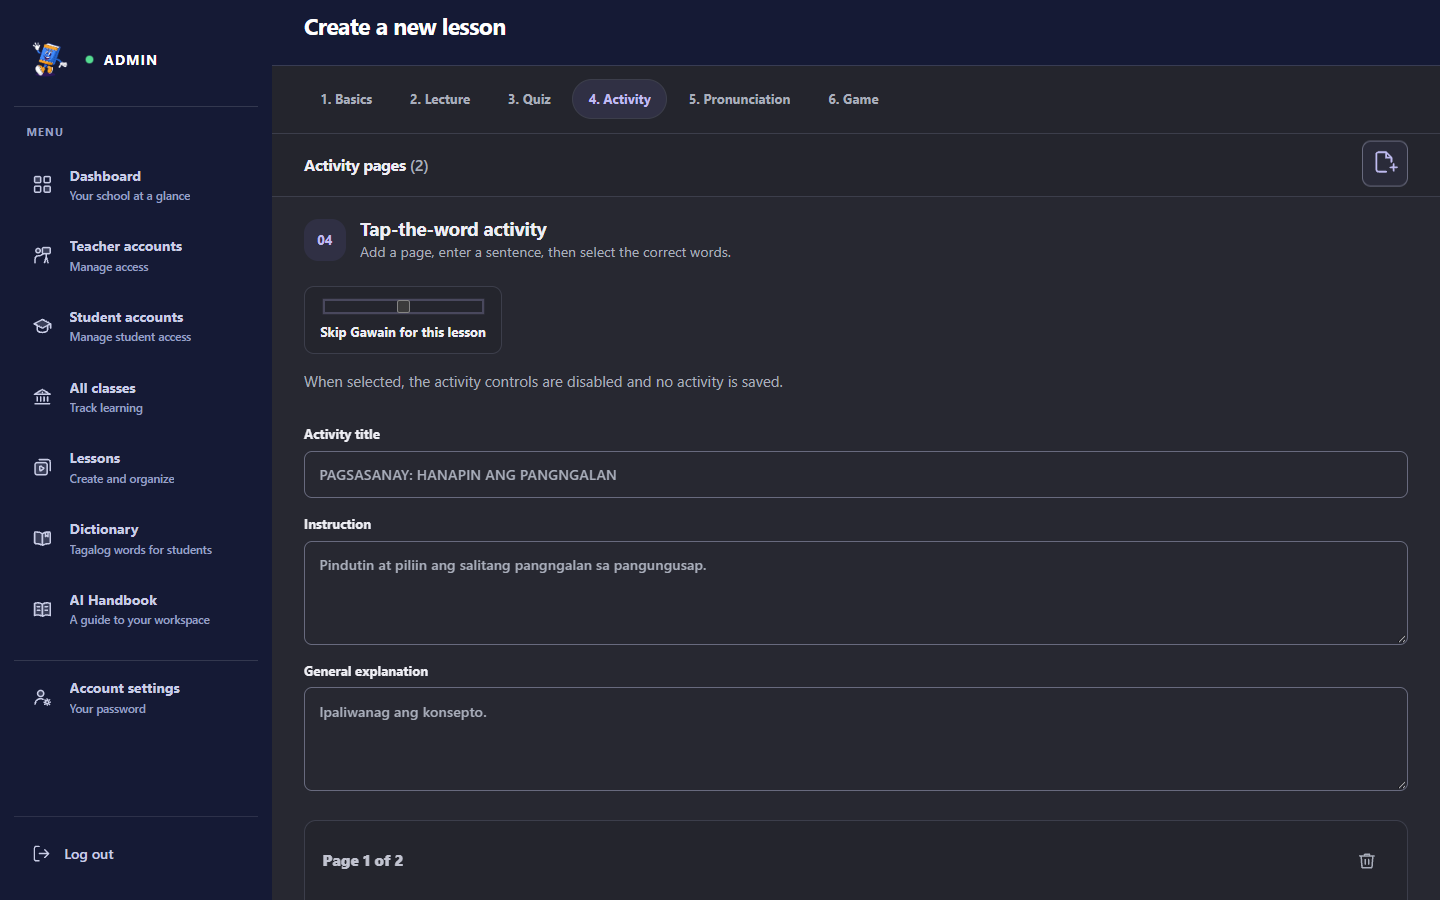 ADMIN
MENU
Dashboard
Your school at a glance
Teacher accounts
Manage access
Student accounts
Manage student access
All classes
Track learning
Lessons
Create and organize
Dictionary
Tagalog words for students
AI Handbook
A guide to your workspace
Account settings
Your password
Log out
Create a new lesson
1. Basics
2. Lecture
3. Quiz
4. Activity
5. Pronunciation
6. Game
Activity pages (2)
04
Tap-the-word activity
Add a page, enter a sentence, then select the correct words.
Skip Gawain for this lesson
When selected, the activity controls are disabled and no activity is saved.
Activity title
PAGSASANAY: HANAPIN ANG PANGNGALAN
Instruction
Pindutin at piliin ang salitang pangngalan sa pangungusap.
General explanation
Ipaliwanag ang konsepto.
Page 1 of 2